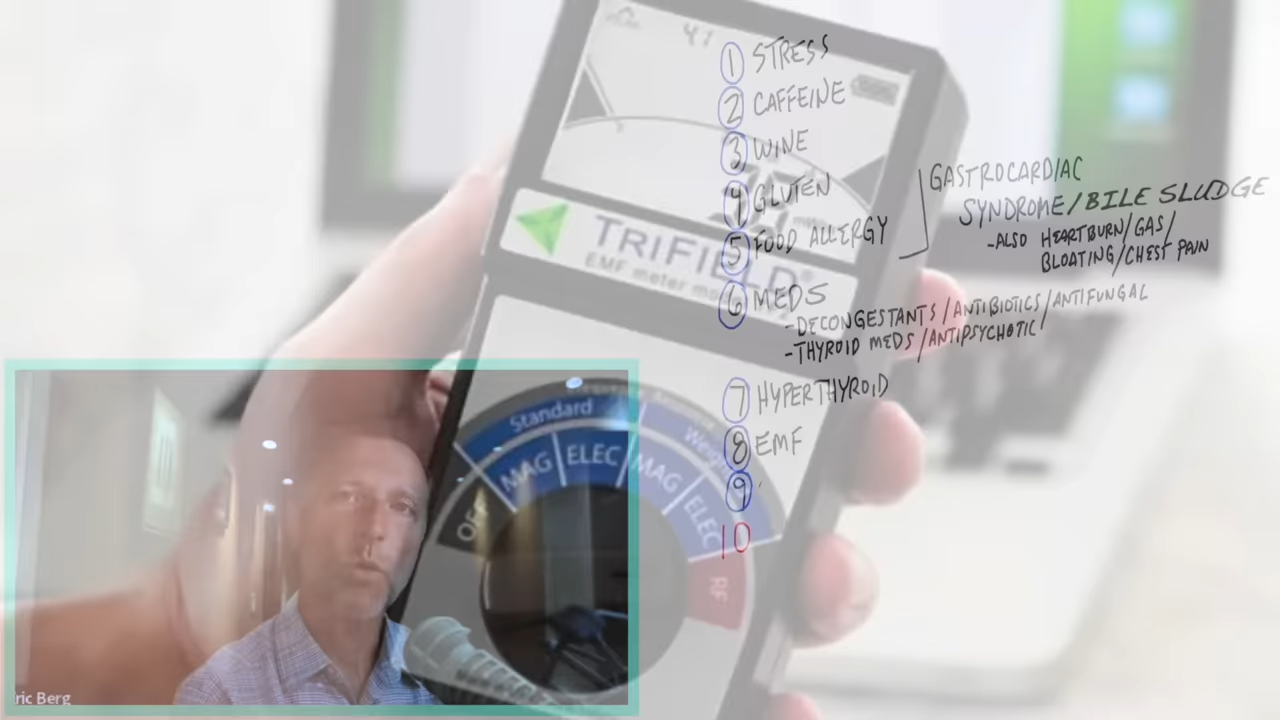 41
① STRESS
② CAFFEINE
③ WINE
④ GLUTEN
⑤ FOOD ALLERGY
GASTROCARDIAC
SYNDROME/BILE SLUDGE
-ALSO HEARTBURN/GAS/
BLOATING/CHEST PAIN
⑥ MEDS
-DECONGESTANTS/ANTIBIOTICS/ANTIFUNGAL
-THYROID MEDS/ANTIPSYCHOTIC/
⑦ HYPERTHYROID
⑧ EMF
⑨
10
TRIFIELD®
EMF meter
Standard
OFF MAG ELEC MAG ELEC RF
ric Berg